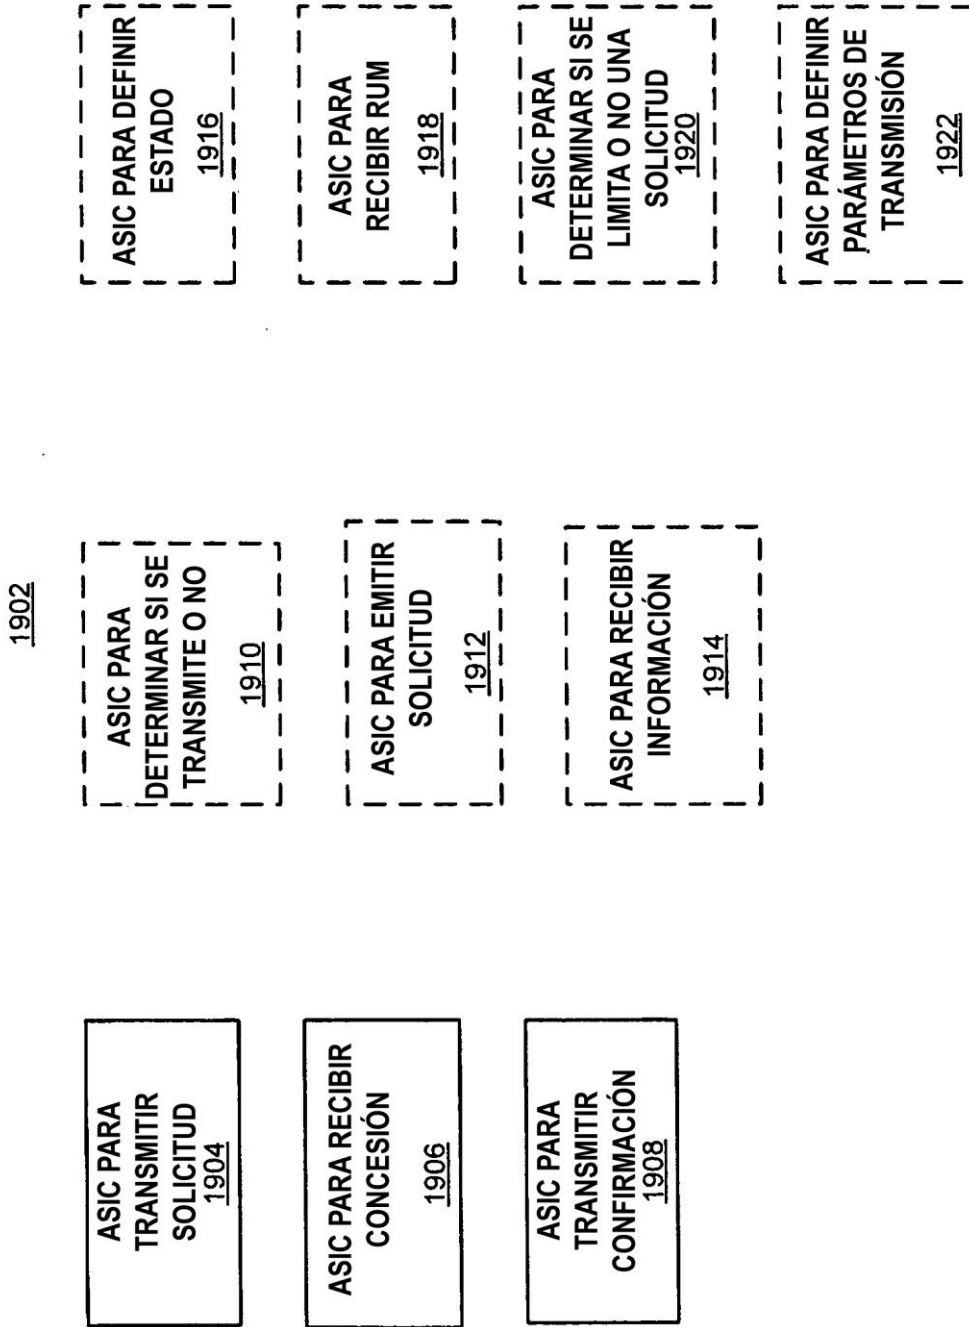 1902
ASIC PARA
TRANSMITIR
SOLICITUD
1904
ASIC PARA RECIBIR
CONCESIÓN
1906
ASIC PARA
TRANSMITIR
CONFIRMACIÓN
1908
ASIC PARA
DETERMINAR SI SE
TRANSMITE O NO
1910
ASIC PARA EMITIR
SOLICITUD
1912
ASIC PARA RECIBIR
INFORMACIÓN
1914
ASIC PARA DEFINIR
ESTADO
1916
ASIC PARA
RECIBIR RUM
1918
ASIC PARA
DETERMINAR SI SE
LIMITA O NO UNA
SOLICITUD
1920
ASIC PARA DEFINIR
PARÁMETROS DE
TRANSMISIÓN
1922